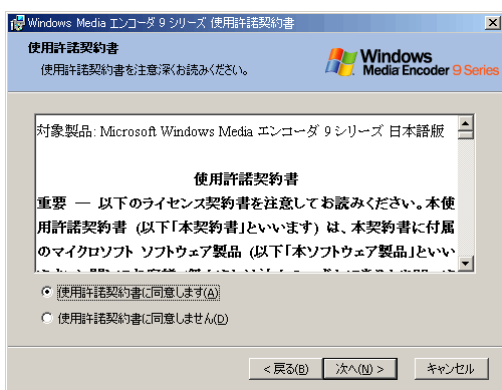 Windows Media エンコーダ 9 シリーズ 使用許諾契約書
使用許諾契約書
使用許諾契約書を注意深くお読みください。
Windows
Media Encoder 9 Series
対象製品: Microsoft Windows Media エンコーダ 9 シリーズ 日本語版
使用許諾契約書
重要 — 以下のライセンス契約書を注意してお読みください。本使
用許諾契約書 (以下「本契約書」といいます) は、本契約書に付属
のマイクロソフト ソフトウェア製品 (以下「本ソフトウェア製品」といい
使用許諾契約書に同意します(A)
使用許諾契約書に同意しません(D)
< 戻る(B)
次へ(N) >
キャンセル